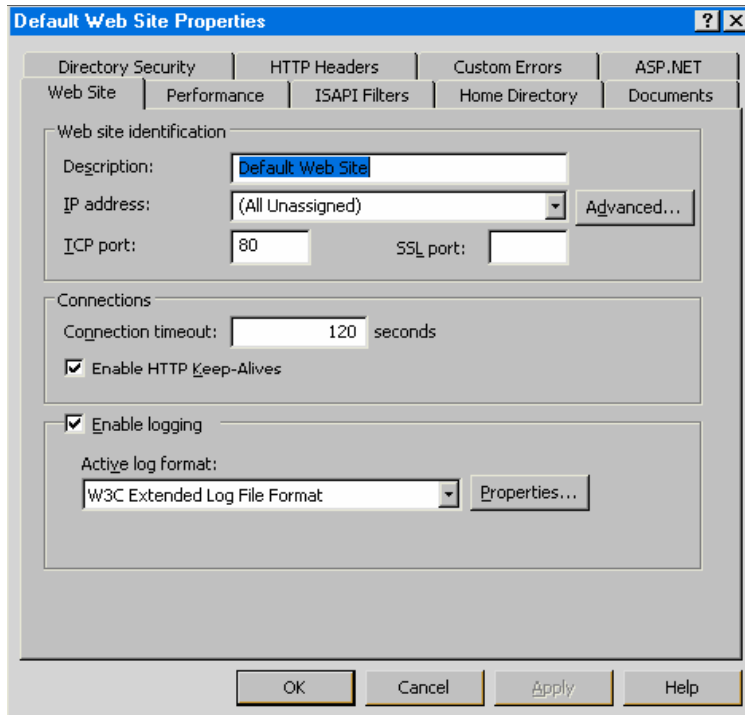 Default Web Site Properties
Directory Security HTTP Headers Custom Errors ASP.NET
Web Site Performance ISAPI Filters Home Directory Documents
Web site identification
Description: Default Web Site
IP address: (All Unassigned) Advanced...
TCP port: 80 SSL port:
Connections
Connection timeout: 120 seconds
Enable HTTP Keep-Alives
Enable logging
Active log format:
W3C Extended Log File Format Properties...
OK Cancel Apply Help